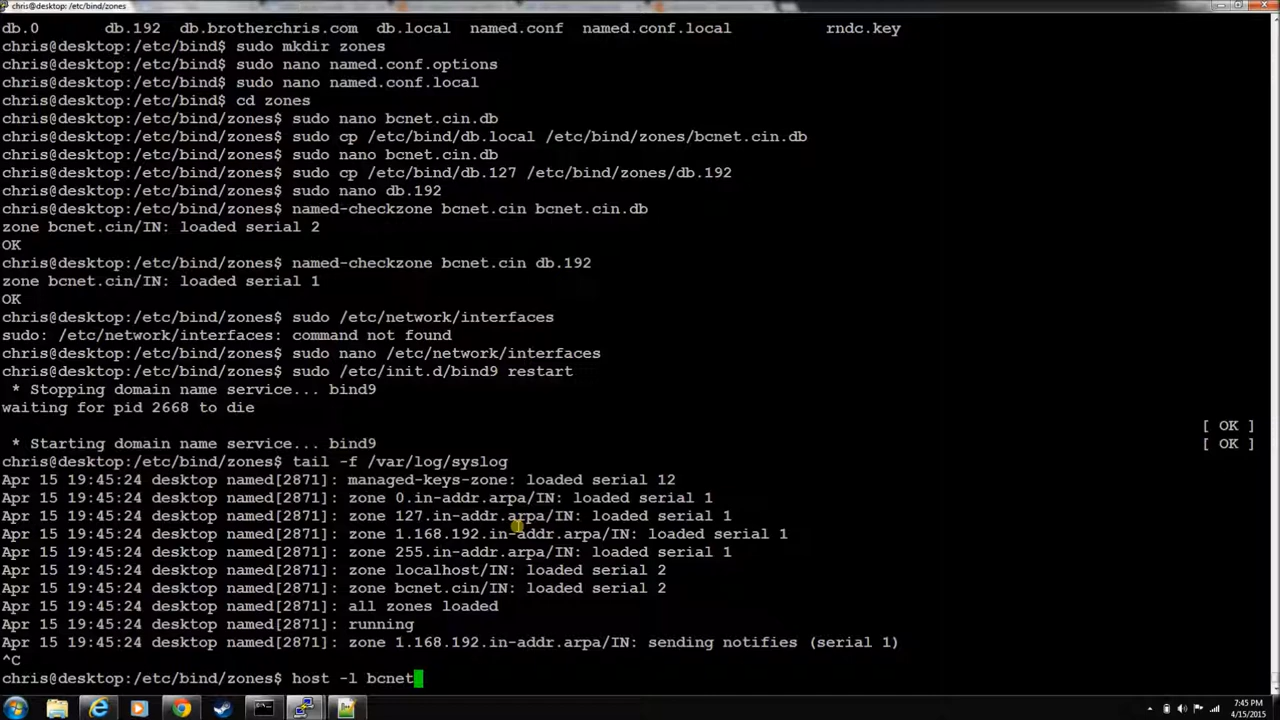 chris@desktop: /etc/bind/zones
db.0     db.192  db.brotherchris.com  db.local  named.conf  named.conf.local          rndc.key
chris@desktop:/etc/bind$ sudo mkdir zones
chris@desktop:/etc/bind$ sudo nano named.conf.options
chris@desktop:/etc/bind$ sudo nano named.conf.local
chris@desktop:/etc/bind$ cd zones
chris@desktop:/etc/bind/zones$ sudo nano bcnet.cin.db
chris@desktop:/etc/bind/zones$ sudo cp /etc/bind/db.local /etc/bind/zones/bcnet.cin.db
chris@desktop:/etc/bind/zones$ sudo nano bcnet.cin.db
chris@desktop:/etc/bind/zones$ sudo cp /etc/bind/db.127 /etc/bind/zones/db.192
chris@desktop:/etc/bind/zones$ sudo nano db.192
chris@desktop:/etc/bind/zones$ named-checkzone bcnet.cin bcnet.cin.db
zone bcnet.cin/IN: loaded serial 2
OK
chris@desktop:/etc/bind/zones$ named-checkzone bcnet.cin db.192
zone bcnet.cin/IN: loaded serial 1
OK
chris@desktop:/etc/bind/zones$ sudo /etc/network/interfaces
sudo: /etc/network/interfaces: command not found
chris@desktop:/etc/bind/zones$ sudo nano /etc/network/interfaces
chris@desktop:/etc/bind/zones$ sudo /etc/init.d/bind9 restart
 * Stopping domain name service... bind9
waiting for pid 2668 to die
[ OK ]
 * Starting domain name service... bind9 [ OK ]
chris@desktop:/etc/bind/zones$ tail -f /var/log/syslog
Apr 15 19:45:24 desktop named[2871]: managed-keys-zone: loaded serial 12
Apr 15 19:45:24 desktop named[2871]: zone 0.in-addr.arpa/IN: loaded serial 1
Apr 15 19:45:24 desktop named[2871]: zone 127.in-addr.arpa/IN: loaded serial 1
Apr 15 19:45:24 desktop named[2871]: zone 1.168.192.in-addr.arpa/IN: loaded serial 1
Apr 15 19:45:24 desktop named[2871]: zone 255.in-addr.arpa/IN: loaded serial 1
Apr 15 19:45:24 desktop named[2871]: zone localhost/IN: loaded serial 2
Apr 15 19:45:24 desktop named[2871]: zone bcnet.cin/IN: loaded serial 2
Apr 15 19:45:24 desktop named[2871]: all zones loaded
Apr 15 19:45:24 desktop named[2871]: running
Apr 15 19:45:24 desktop named[2871]: zone 1.168.192.in-addr.arpa/IN: sending notifies (serial 1)
^C
chris@desktop:/etc/bind/zones$ host -l bcnet
7:45 PM
4/15/2015